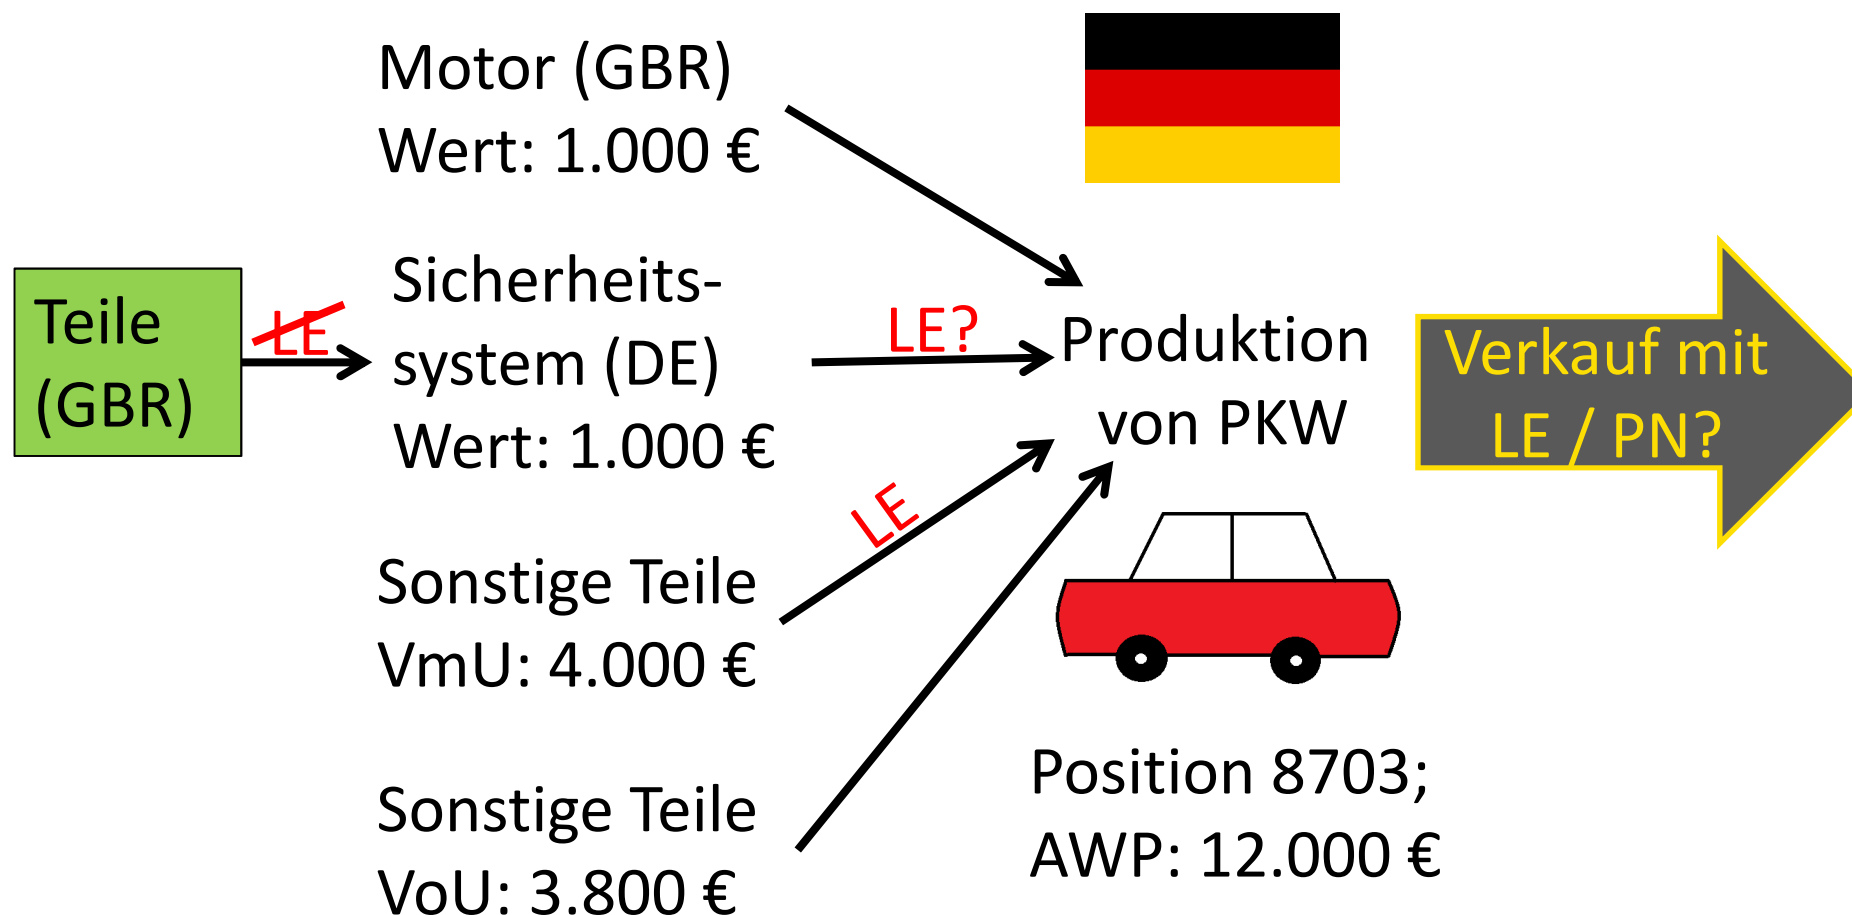 Motor (GBR)
Wert: 1.000 €
Teile
(GBR)
LE
Sicherheits-
system (DE)
Wert: 1.000 €
LE?
Produktion
von PKW
Verkauf mit
LE / PN?
LE
Sonstige Teile
VmU: 4.000 €
Sonstige Teile
VoU: 3.800 €
Position 8703;
AWP: 12.000 €